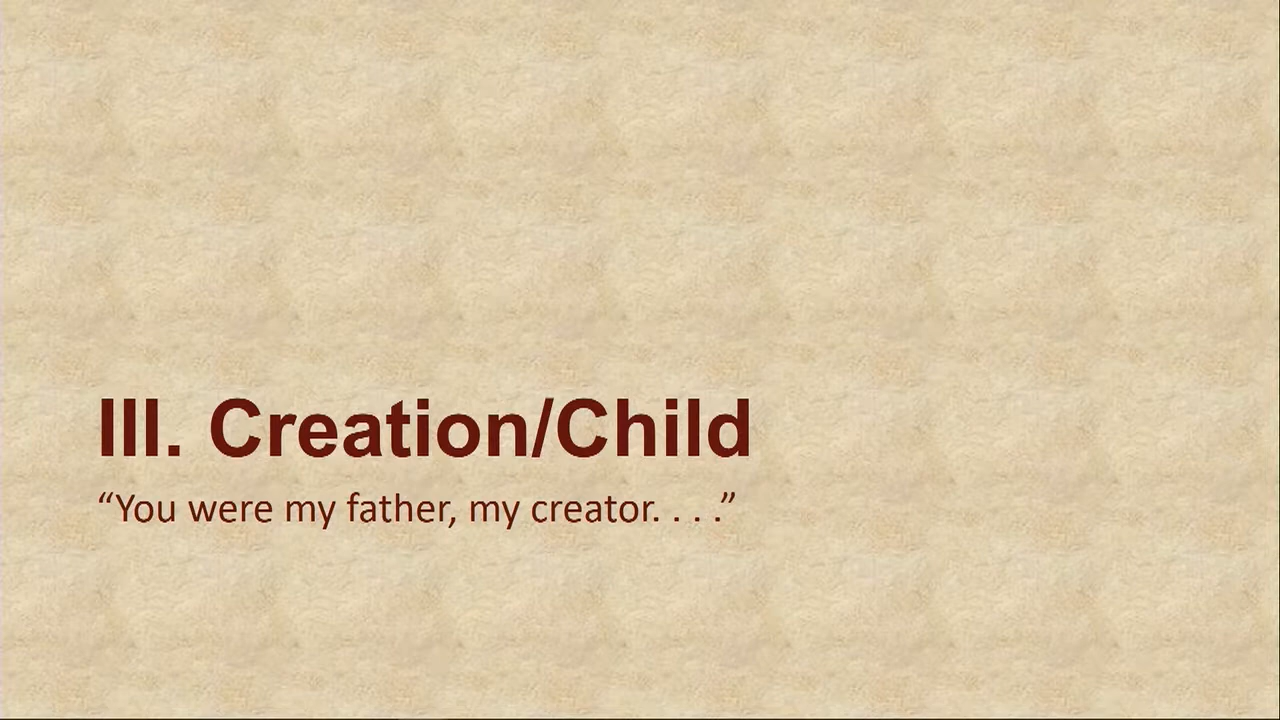 III. Creation/Child
“You were my father, my creator. . . .”